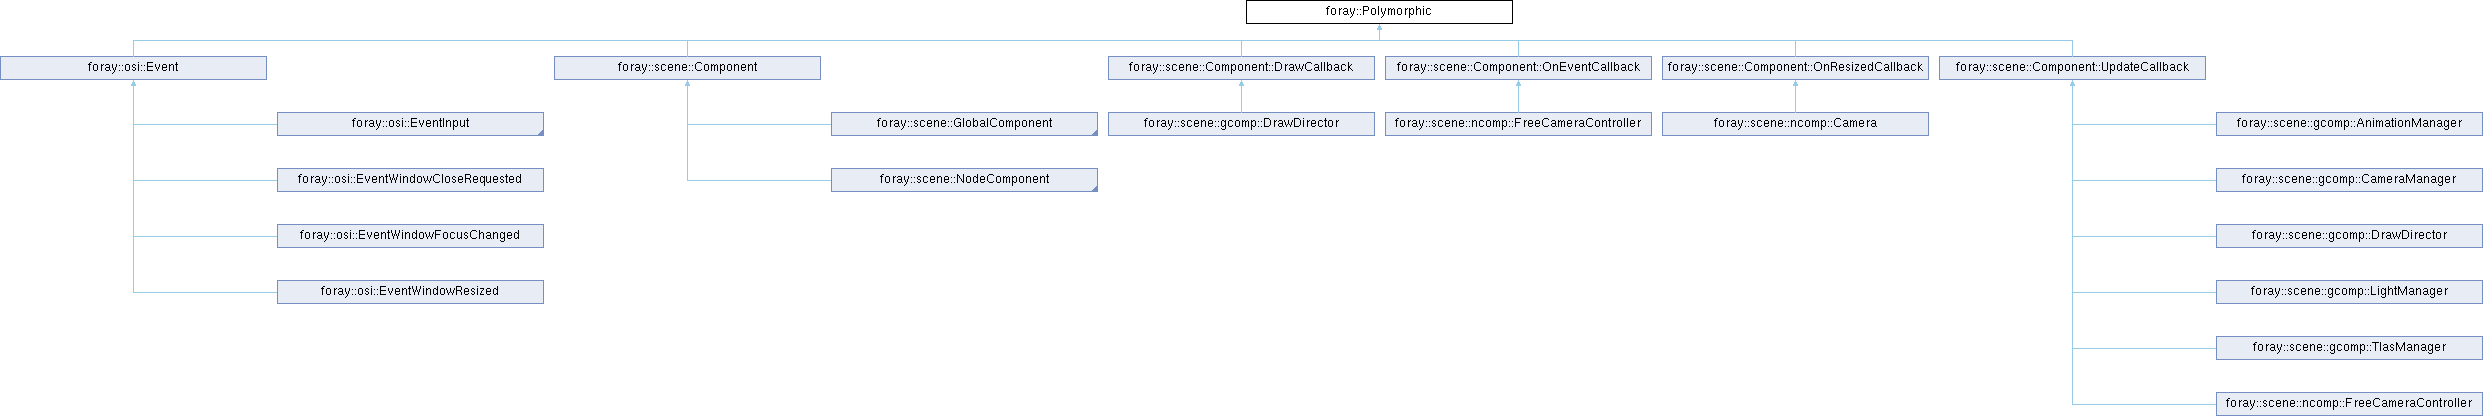 foray::Polymorphic
foray::osi::Event
foray::scene::Component
foray::scene::Component::DrawCallback
foray::scene::Component::OnEventCallback
foray::scene::Component::OnResizedCallback
foray::scene::Component::UpdateCallback
foray::osi::EventInput
foray::scene::GlobalComponent
foray::scene::gcomp::DrawDirector
foray::scene::ncomp::FreeCameraController
foray::scene::ncomp::Camera
foray::scene::gcomp::AnimationManager
foray::osi::EventWindowCloseRequested
foray::scene::NodeComponent
foray::scene::gcomp::CameraManager
foray::osi::EventWindowFocusChanged
foray::scene::gcomp::DrawDirector
foray::osi::EventWindowResized
foray::scene::gcomp::LightManager
foray::scene::gcomp::TlasManager
foray::scene::ncomp::FreeCameraController